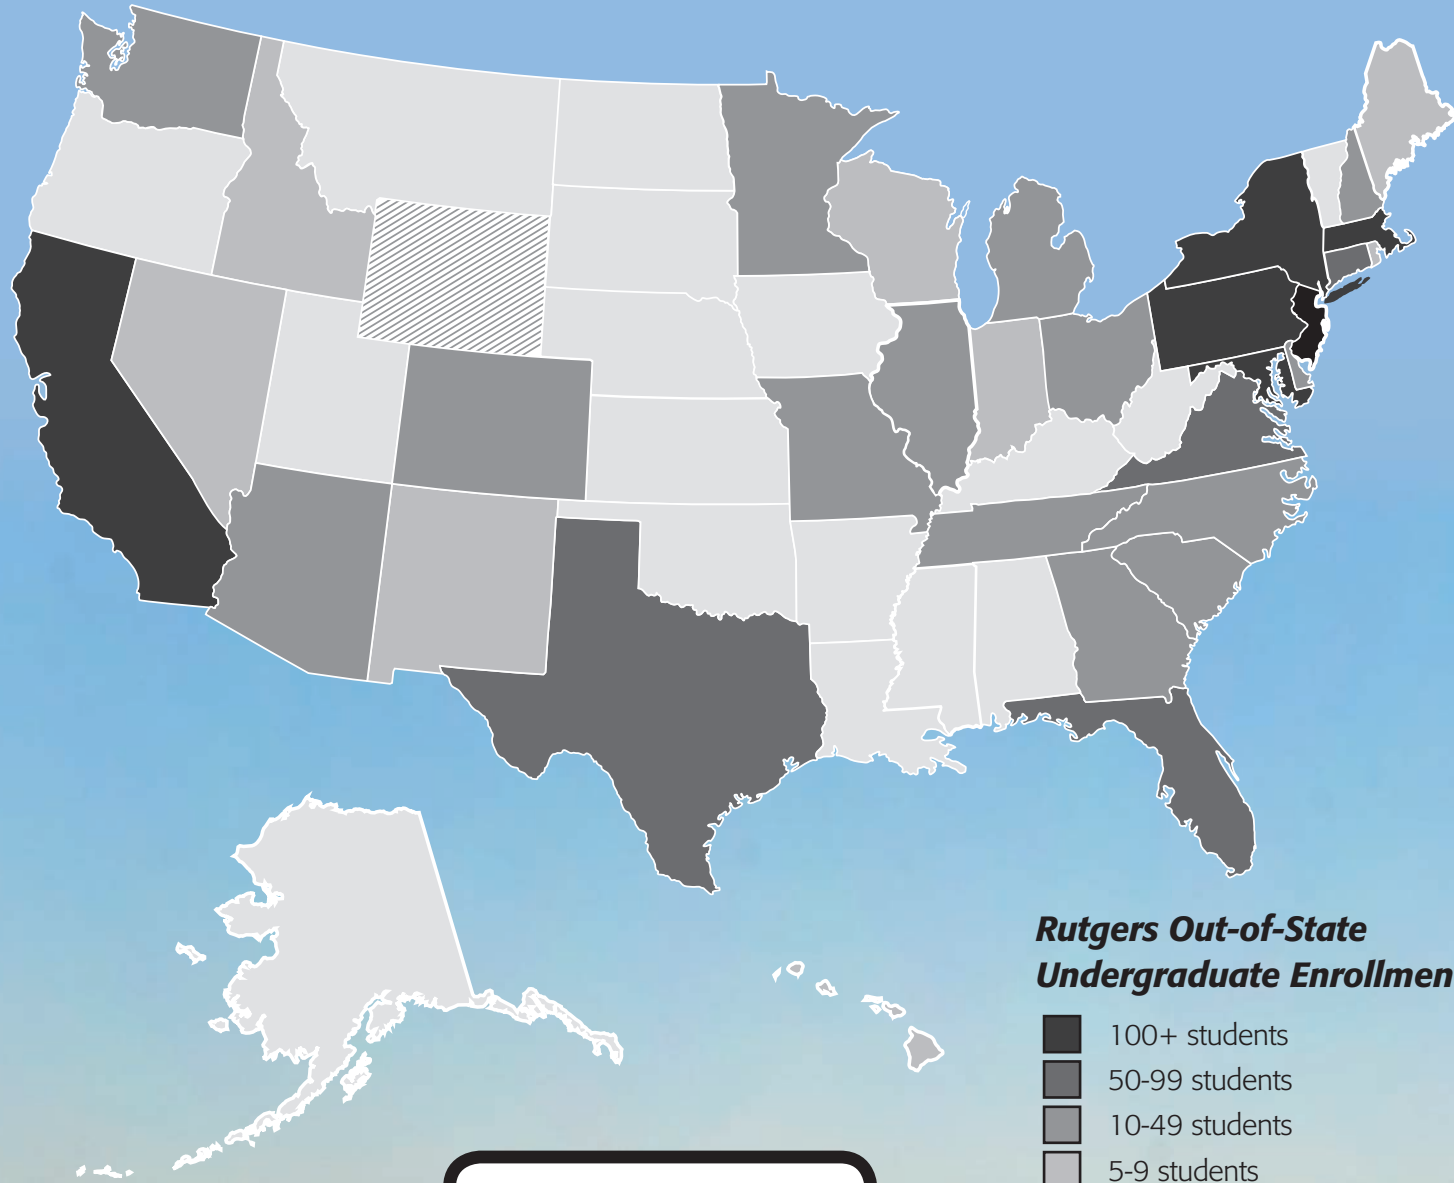 Rutgers Out-of-State
Undergraduate Enrollmen
100+ students
50-99 students
10-49 students
5-9 students